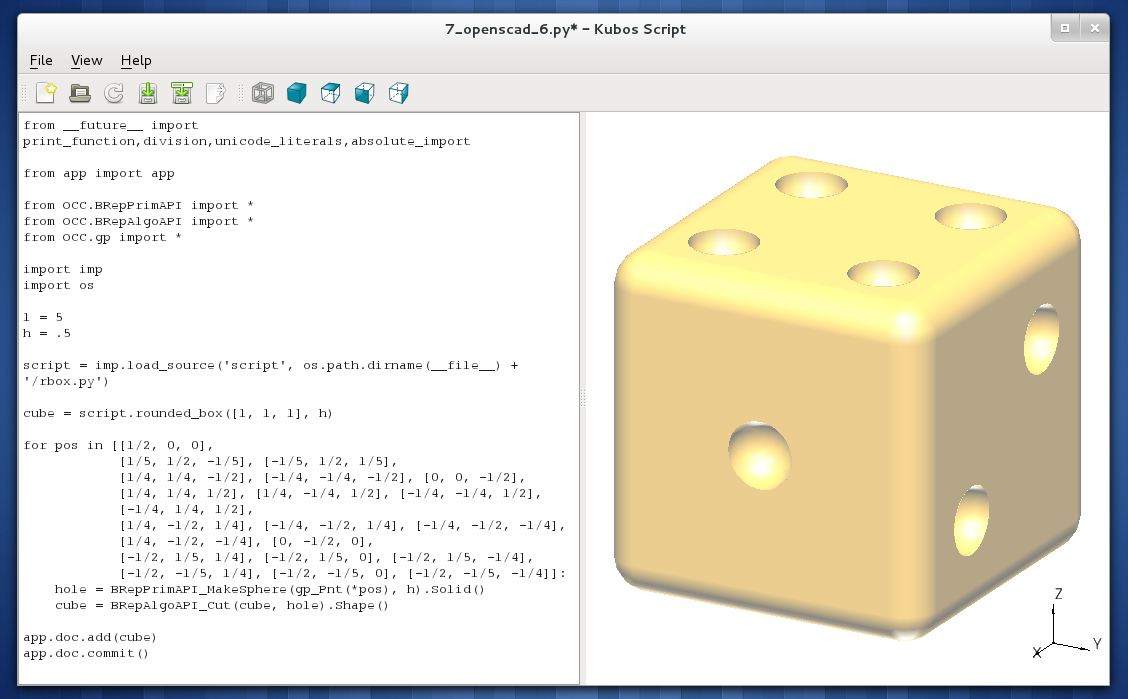 7_openscad_6.py* – Kubos Script
File View Help
from __future__ import
print_function,division,unicode_literals,absolute_import
from app import app
from OCC.BRepPrimAPI import *
from OCC.BRepAlgoAPI import *
from OCC.gp import *
import imp
import os
l = 5
h = .5
script = imp.load_source('script', os.path.dirname(__file__) +
'/rbox.py')
cube = script.rounded_box([l, l, l], h)
for pos in [[l/2, 0, 0],
[l/5, l/2, -l/5], [-l/5, l/2, l/5],
[l/4, l/4, -l/2], [-l/4, -l/4, -l/2], [0, 0, -l/2],
[l/4, l/4, l/2], [l/4, -l/4, l/2], [-l/4, -l/4, l/2],
[-l/4, l/4, l/2],
[l/4, -l/2, l/4], [-l/4, -l/2, l/4], [-l/4, -l/2, -l/4],
[l/4, -l/2, -l/4], [0, -l/2, 0],
[-l/2, l/5, l/4], [-l/2, l/5, 0], [-l/2, l/5, -l/4],
[-l/2, -l/5, l/4], [-l/2, -l/5, 0], [-l/2, -l/5, -l/4]]:
hole = BRepPrimAPI_MakeSphere(gp_Pnt(*pos), h).Solid()
cube = BRepAlgoAPI_Cut(cube, hole).Shape()
app.doc.add(cube)
app.doc.commit()
Z
Y
X